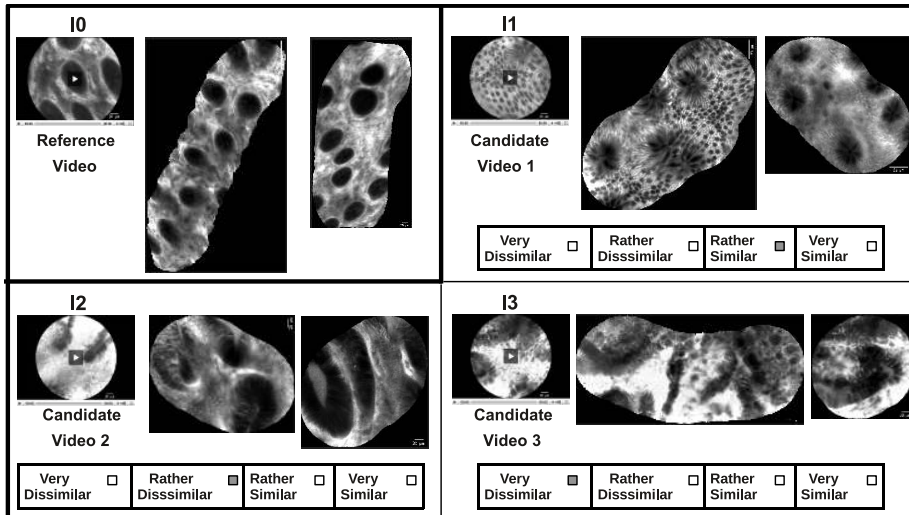 I0
Reference
Video
I1
Candidate
Video 1
Very
Dissimilar
Rather
Disssimilar
Rather
Similar
Very
Similar
I2
Candidate
Video 2
20 µm
Very
Dissimilar
Rather
Disssimilar
Rather
Similar
Very
Similar
I3
Candidate
Video 3
Very
Dissimilar
Rather
Disssimilar
Rather
Similar
Very
Similar